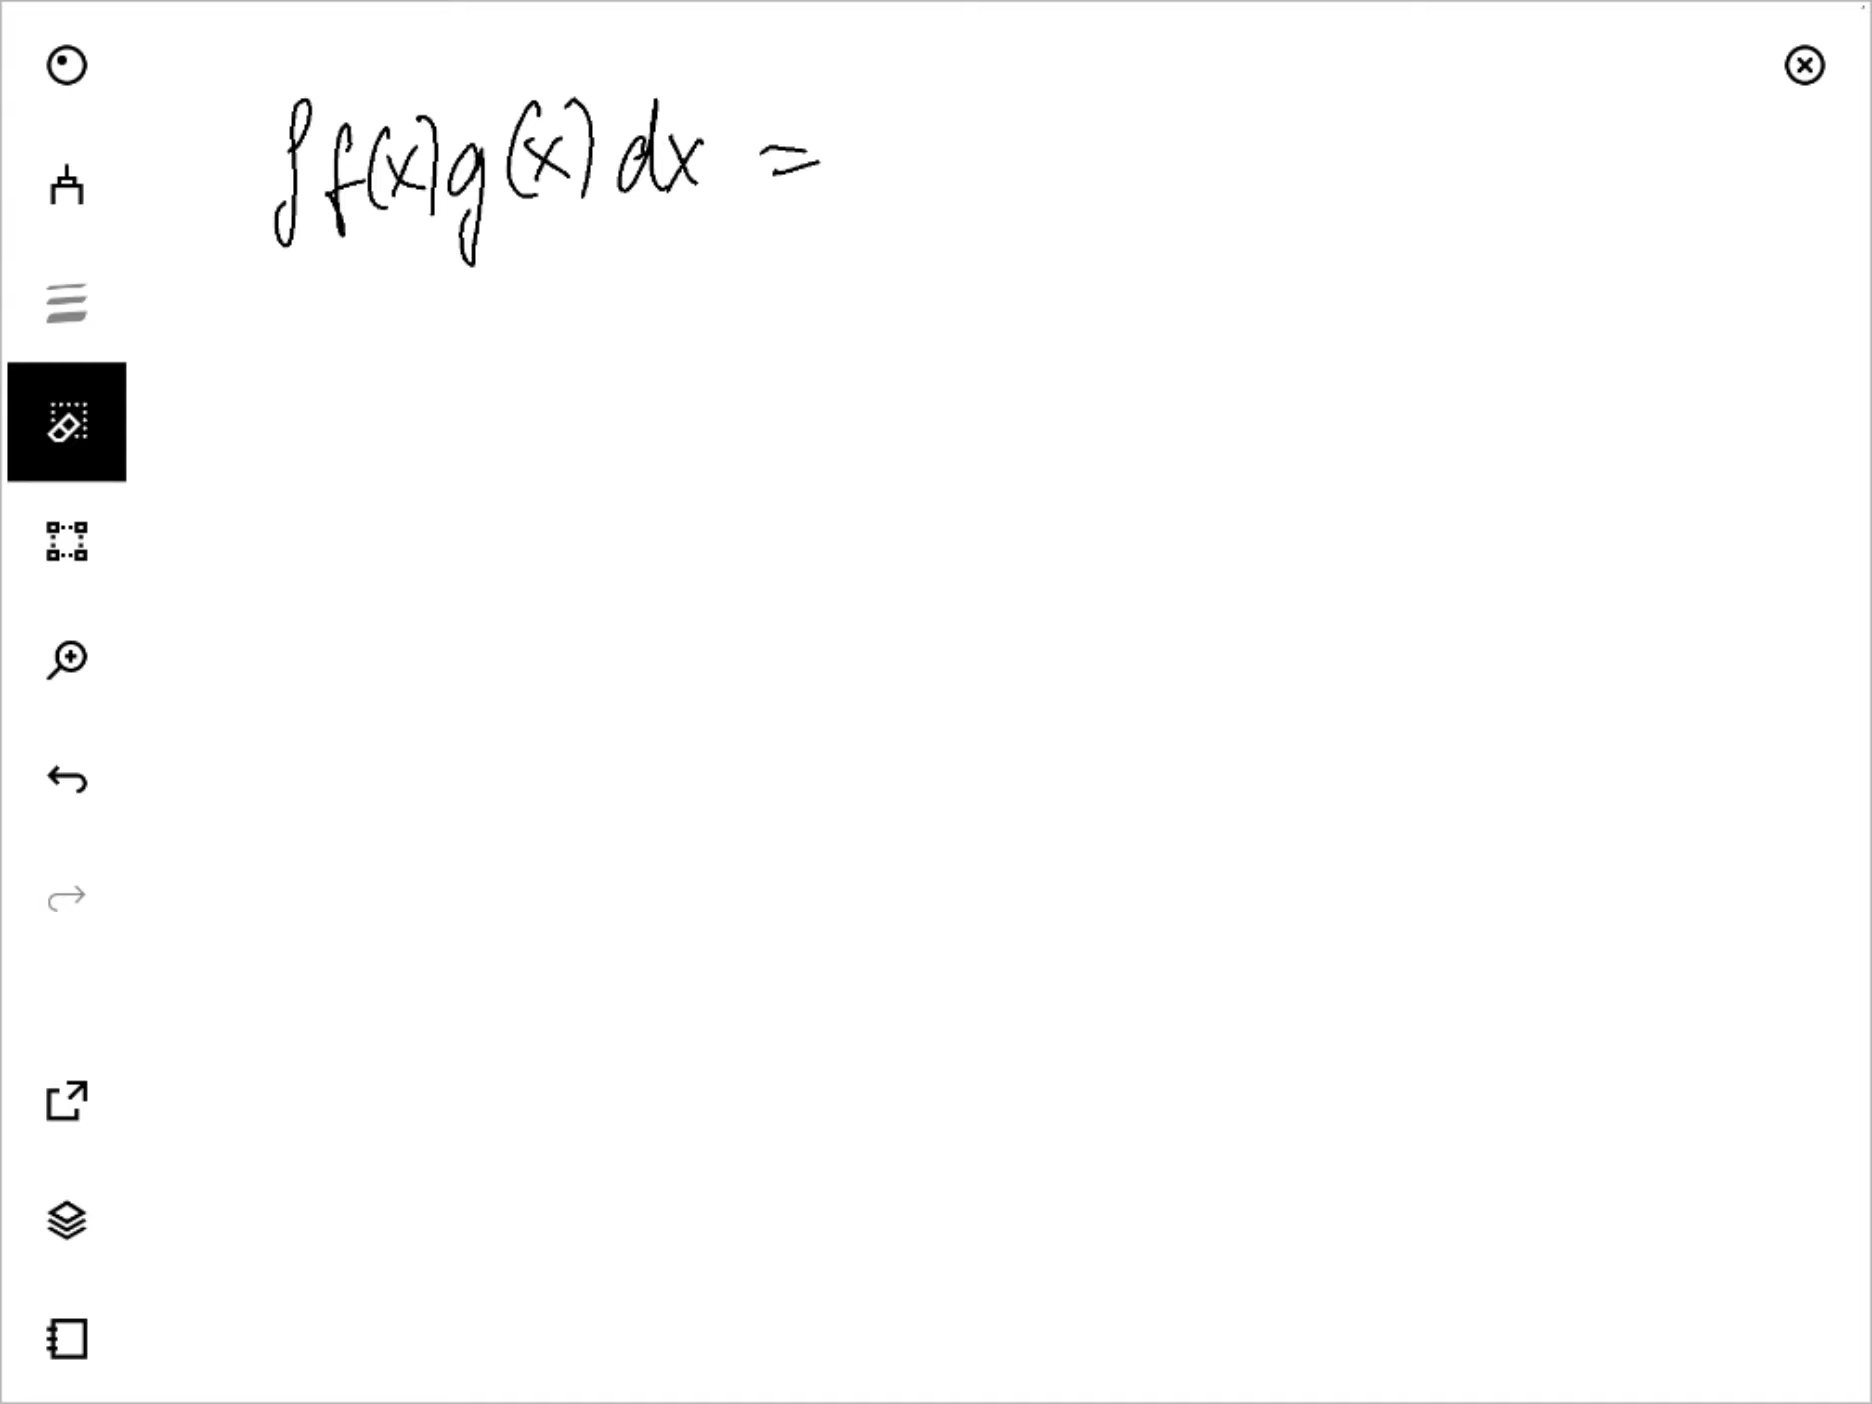 ∫f(x)g(x)dx =